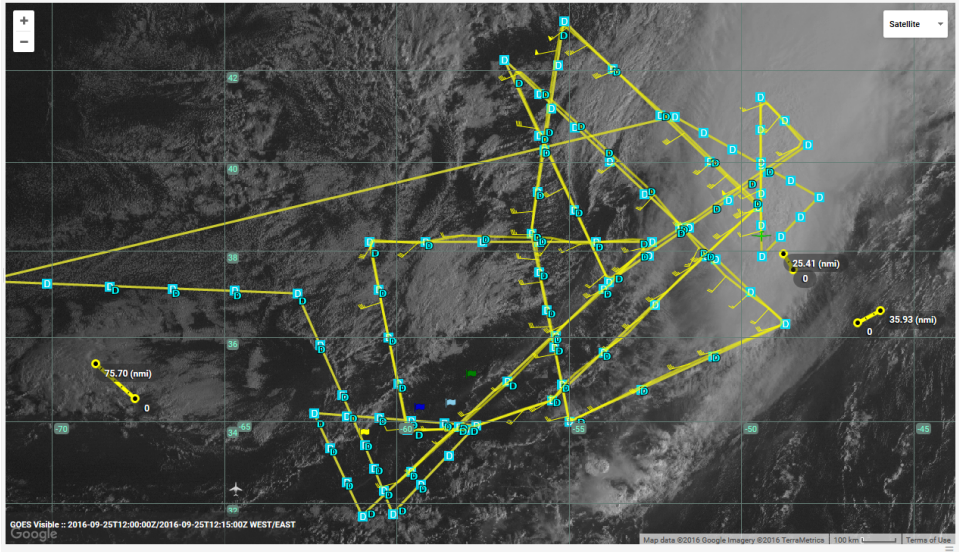 +
Satellite
−
42
40
38
25.41 (nmi)
0
35.93 (nmi)
0
36
75.70 (nmi)
0
-70
34
-65
-60
-55
-50
-45
32
GOES Visible :: 2016-09-25T12:00:00Z/2016-09-25T12:15:00Z WEST/EAST
Google
Map data ©2016 Google Imagery ©2016 TerraMetrics
100 km
Terms of Use